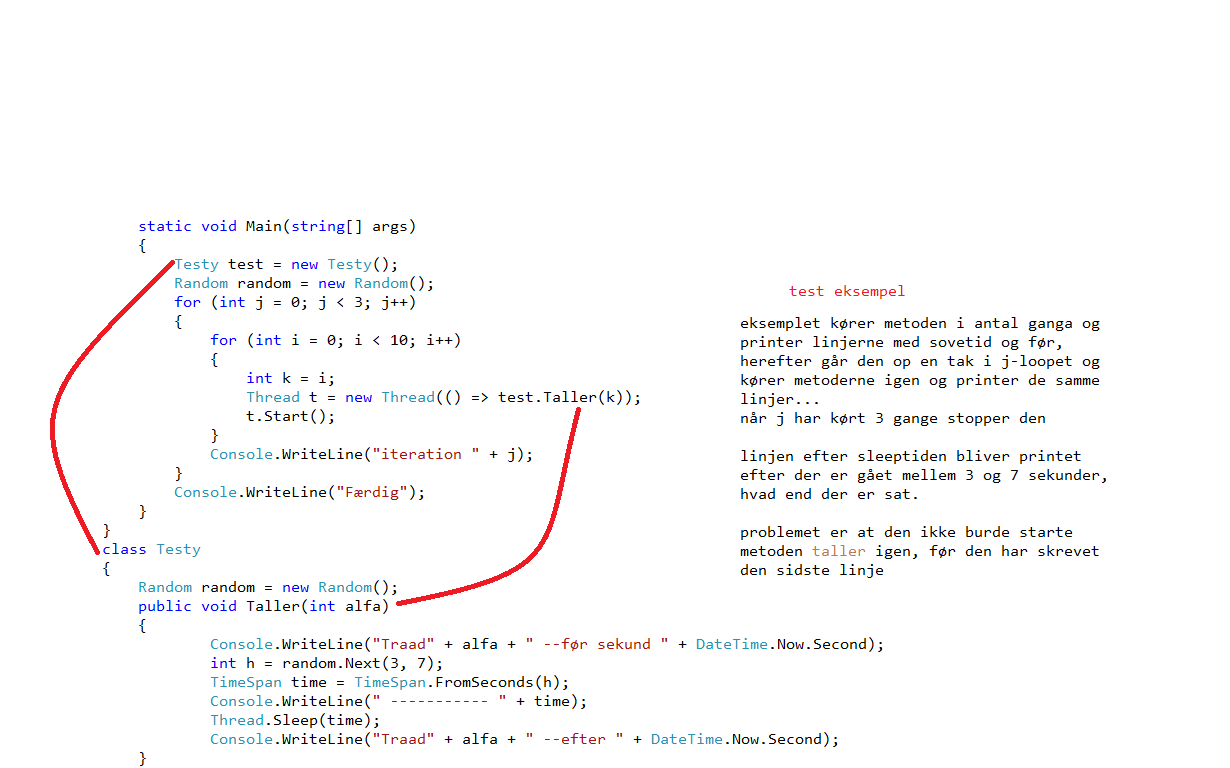 static void Main(string[] args)
{
Testy test = new Testy();
Random random = new Random();
for (int j = 0; j < 3; j++)
{
for (int i = 0; i < 10; i++)
{
int k = i;
Thread t = new Thread(() => test.Taller(k));
t.Start();
}
Console.WriteLine("iteration " + j);
}
Console.WriteLine("Færdig");
}
}
class Testy
{
Random random = new Random();
public void Taller(int alfa)
{
Console.WriteLine("Traad" + alfa + " --før sekund " + DateTime.Now.Second);
int h = random.Next(3, 7);
TimeSpan time = TimeSpan.FromSeconds(h);
Console.WriteLine(" ----------- " + time);
Thread.Sleep(time);
Console.WriteLine("Traad" + alfa + " --efter " + DateTime.Now.Second);
}
test eksempel
eksemplet kører metoden i antal ganga og
printer linjerne med sovetid og før,
herefter går den op en tak i j-loopet og
kører metoderne igen og printer de samme
linjer...
når j har kørt 3 gange stopper den
linjen efter sleeptiden bliver printet
efter der er gået mellem 3 og 7 sekunder,
hvad end der er sat.
problemet er at den ikke burde starte
metoden taller igen, før den har skrevet
den sidste linje